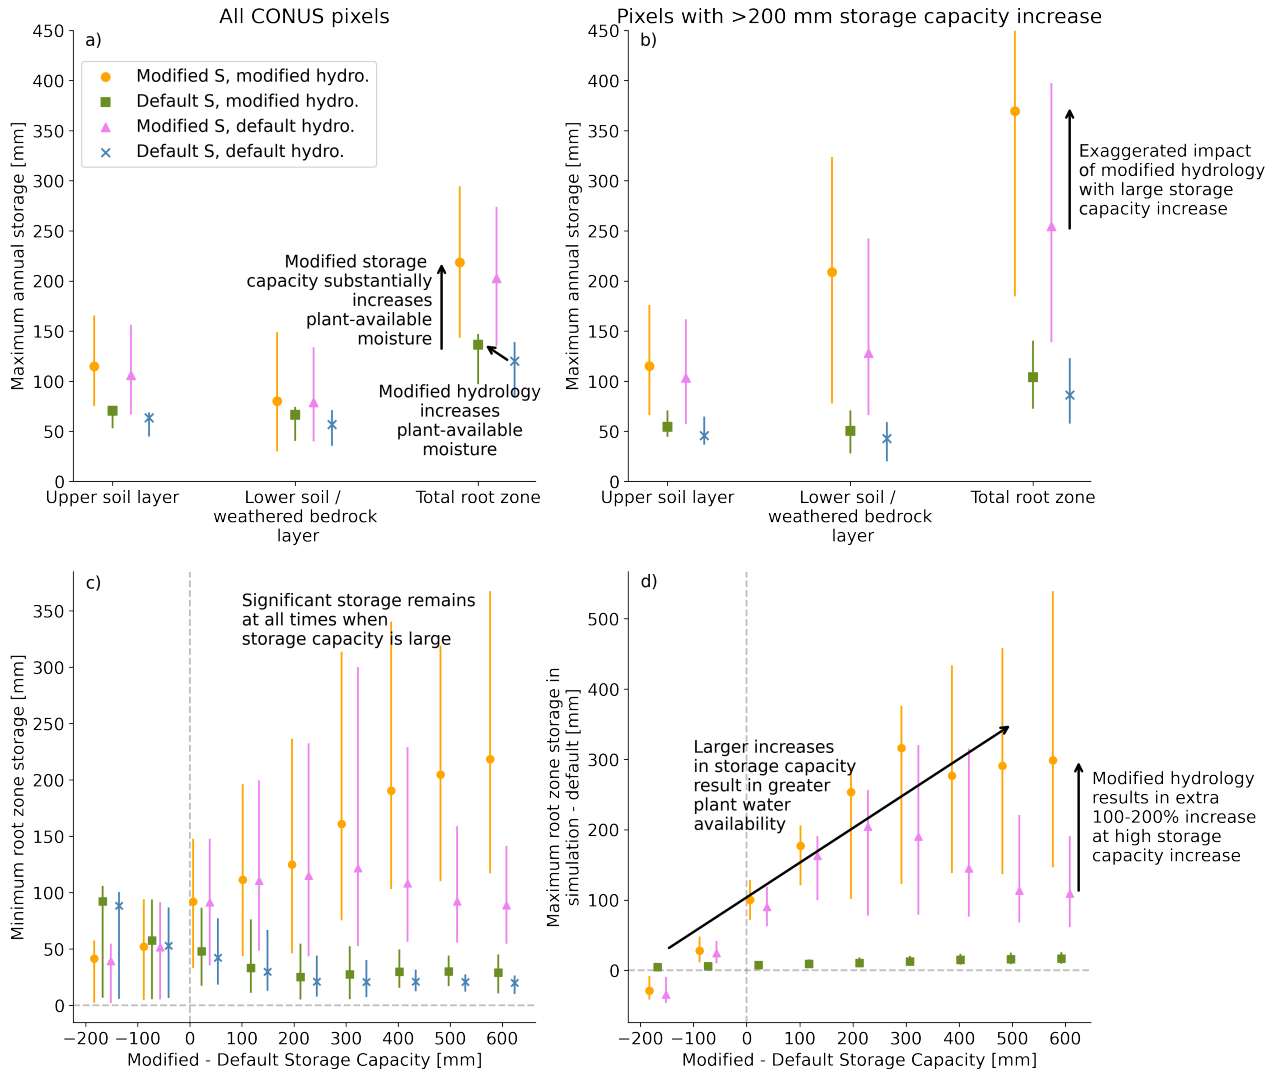 All CONUS pixels
Pixels with >200 mm storage capacity increase
a)
450
400
350
300
250
200
150
100
50
0
Maximum annual storage [mm]
Modified S, modified hydro.
Default S, modified hydro.
Modified S, default hydro.
Default S, default hydro.
Modified storage
capacity substantially
increases
plant-available
moisture
Modified hydrology
increases
plant-available
moisture
Upper soil layer
Lower soil /
weathered bedrock
layer
Total root zone
b)
450
400
350
300
250
200
150
100
50
0
Maximum annual storage [mm]
Exaggerated impact
of modified hydrology
with large storage
capacity increase
Upper soil layer
Lower soil /
weathered bedrock
layer
Total root zone
c)
350
300
250
200
150
100
50
0
Minimum root zone storage [mm]
Significant storage remains
at all times when
storage capacity is large
−200 −100 0 100 200 300 400 500 600
Modified - Default Storage Capacity [mm]
d)
500
400
300
200
100
0
Maximum root zone storage in
simulation - default [mm]
Larger increases
in storage capacity
result in greater
plant water
availability
Modified hydrology
results in extra
100-200% increase
at high storage
capacity increase
−200 −100 0 100 200 300 400 500 600
Modified - Default Storage Capacity [mm]